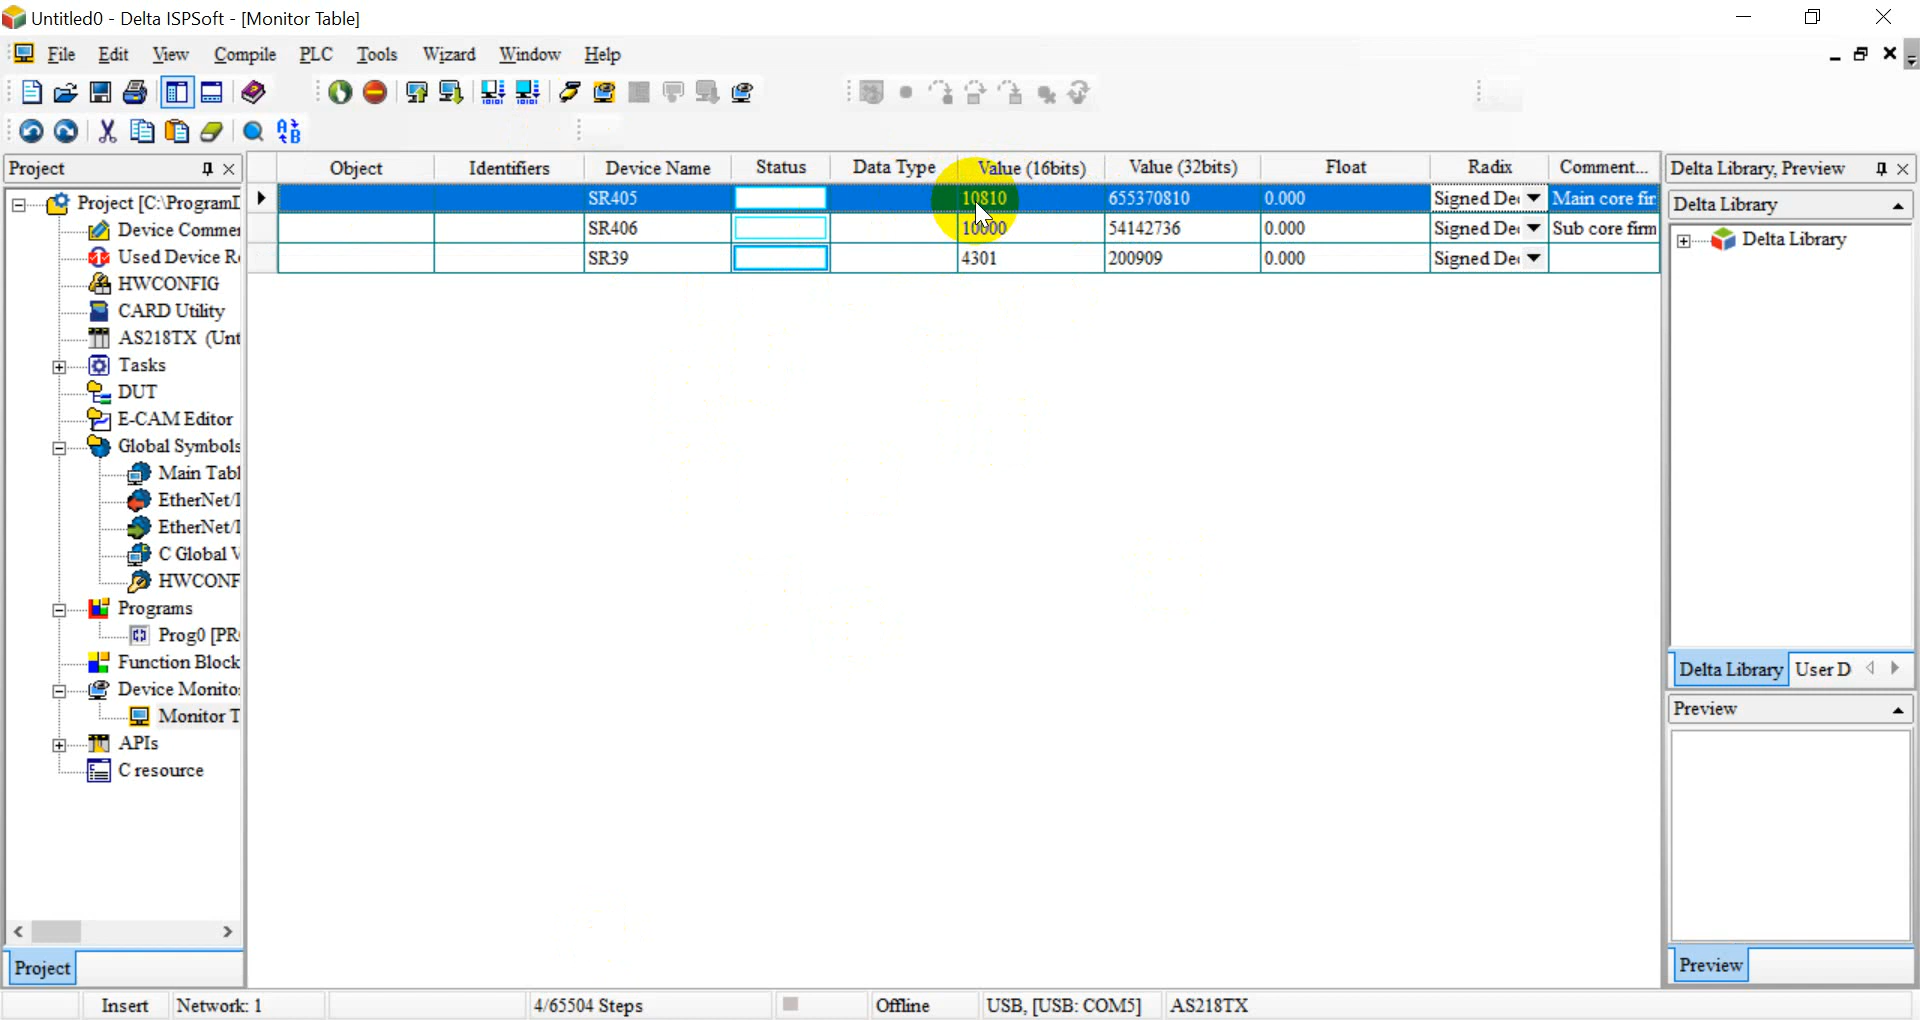 Untitled0 - Delta ISPSoft - [Monitor Table]
File Edit View Compile PLC Tools Wizard Window Help
Project
Project [C:\Program
Device Comme
Used Device R
HWCONFIG
CARD Utility
AS218TX (Unt
Tasks
DUT
E-CAM Editor
Global Symbols
Main Tabl
EtherNet/I
EtherNet/I
C Global V
HWCONF
Programs
Prog0 [PR
Function Block
Device Monito
Monitor T
APIs
C resource
Project
Object Identifiers Device Name Status Data Type Value (16bits) Value (32bits) Float Radix Comment...
SR405 10810 655370810 0.000 Signed De Main core fir
SR406 10000 54142736 0.000 Signed De Sub core firm
SR39 4301 200909 0.000 Signed De
Delta Library, Preview
Delta Library
Delta Library
Delta Library User D
Preview
Preview
Insert Network: 1 4/65504 Steps Offline USB, [USB: COM5] AS218TX